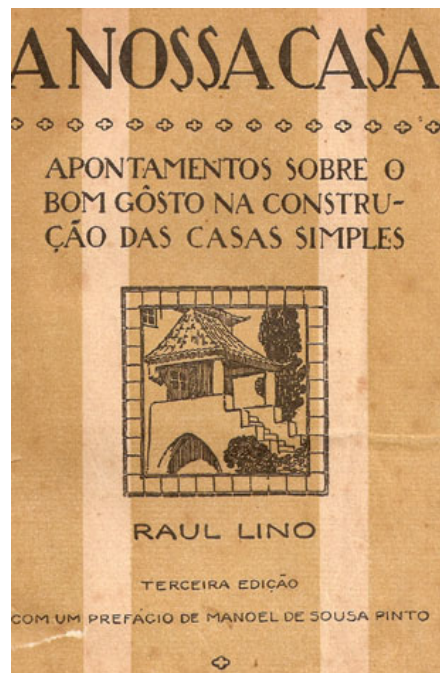 A NOSSA CASA
APONTAMENTOS SOBRE O
BOM GÔSTO NA CONSTRU-
ÇÃO DAS CASAS SIMPLES
RAUL LINO
TERCEIRA EDIÇÃO
COM UM PREFÁCIO DE MANOEL DE SOUSA PINTO